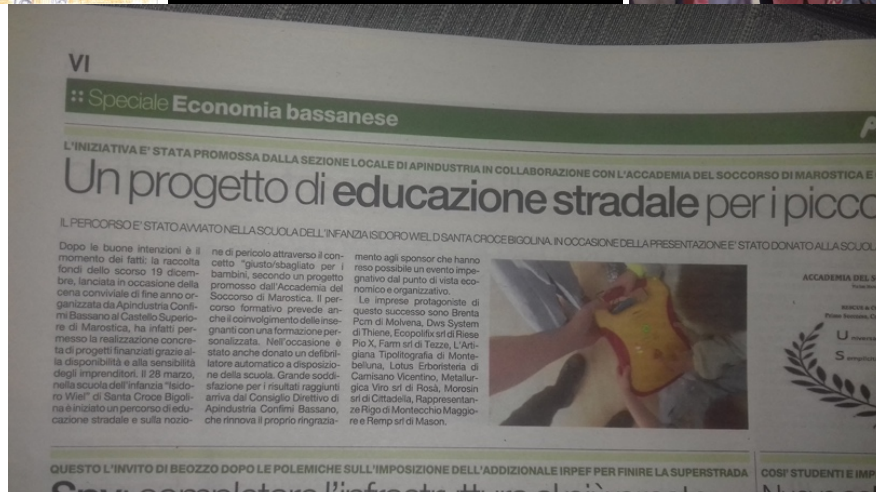 VI
Speciale Economia bassanese
L'INIZIATIVA E' STATA PROMOSSA DALLA SEZIONE LOCALE DI APINDUSTRIA IN COLLABORAZIONE CON L'ACCADEMIA DEL SOCCORSO DI MAROSTICA E
Un progetto di educazione stradale per i picco
IL PERCORSO E' STATO AVVIATO NELLA SCUOLA DELL'INFANZIA ISIDORO WIEL DI SANTA CROCE BIGOLINA. IN OCCASIONE DELLA PRESENTAZIONE E' STATO DONATO ALLA SCUOL
Dopo le buone intenzioni è il
momento dei fatti: la raccolta
fondi dello scorso 19 dicem-
bre, lanciata in occasione della
cena conviviale di fine anno or-
ganizzata da Apindustria Confi-
mi Bassano al Castello Superio-
re di Marostica, ha infatti per-
messo la realizzazione concre-
ta di progetti finanziati grazie al-
la disponibilità e alla sensibilità
degli imprenditori. Il 28 marzo,
nella scuola dell'infanzia "Isido-
ro Wiel" di Santa Croce Bigoli-
na è iniziato un percorso di edu-
cazione stradale e sulla nozio-
ne di pericolo attraverso il con-
cetto "giusto/sbagliato per i
bambini, secondo un progetto
promosso dall'Accademia del
Soccorso di Marostica. Il per-
corso formativo prevede an-
che il coinvolgimento delle inse-
gnanti con una formazione per-
sonalizzata. Nell'occasione è
stato anche donato un defibril-
latore automatico a disposizio-
ne della scuola. Grande soddi-
sfazione per i risultati raggiunti
arriva dal Consiglio Direttivo di
Apindustria Confimi Bassano,
che rinnova il proprio ringrazia-
mento agli sponsor che hanno
reso possibile un evento impe-
gnativo dal punto di vista eco-
nomico e organizzativo.
Le imprese protagoniste di
questo successo sono Brenta
Pcm di Molvena, Dws System
di Thiene, Ecopolifix srl di Riese
Pio X, Farm srl di Tezze, L'Arti-
giana Tipolitografia di Monte-
belluna, Lotus Erboristeria di
Camisano Vicentino, Metallur-
gica Viro srl di Rosà, Morosin
srl di Cittadella, Rappresentan-
ze Rigo di Montecchio Maggio-
re e Remp srl di Mason.
ACCADEMIA DEL S
U
S
QUESTO L'INVITO DI BEOZZO DOPO LE POLEMICHE SULL'IMPOSIZIONE DELL'ADDIZIONALE IRPEF PER FINIRE LA SUPERSTRADA
COSI' STUDENTI E IMP